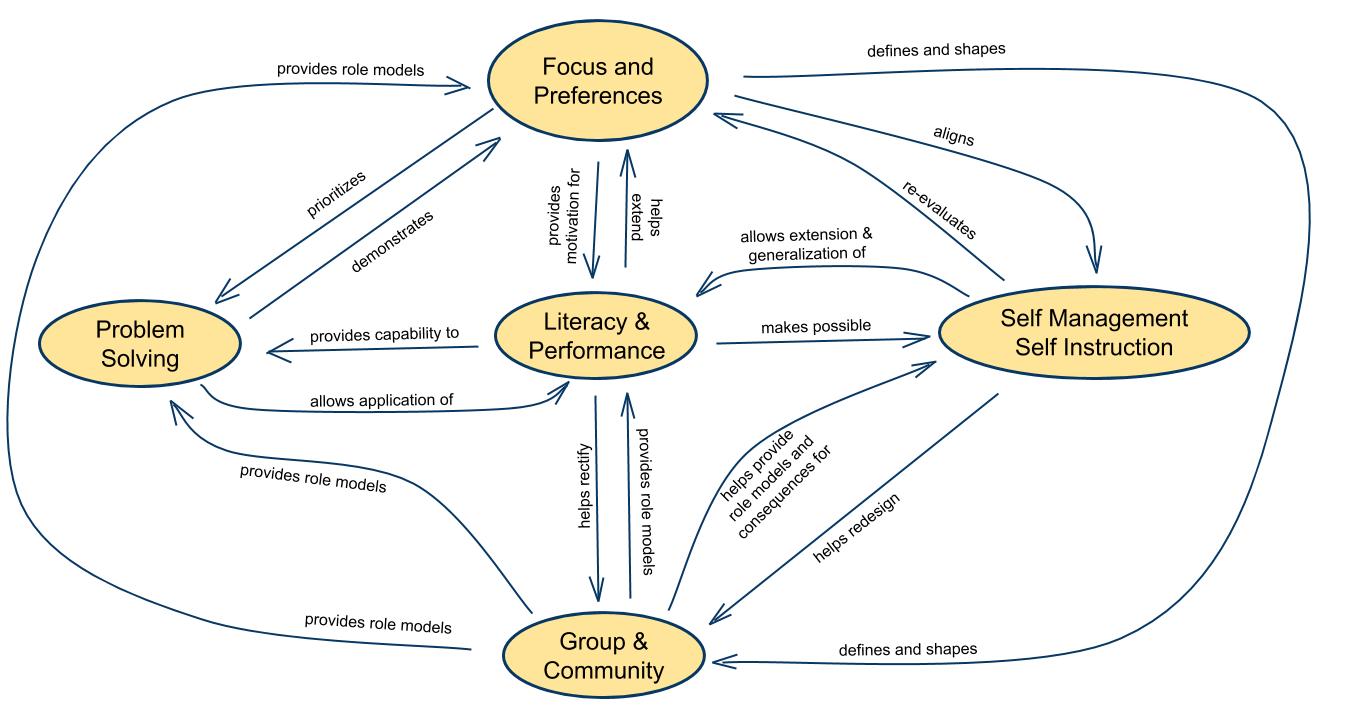 defines and shapes
provides role models
Focus and
Preferences
aligns
prioritizes
demonstrates
provides
motivation for
helps
extend
re-evaluates
allows extension &
generalization of
Problem
Solving
provides capability to
Literacy &
Performance
makes possible
Self Management
Self Instruction
allows application of
provides role models
helps rectify
provides role models
helps provide
role models and
consequences for
helps redesign
provides role models
Group &
Community
defines and shapes